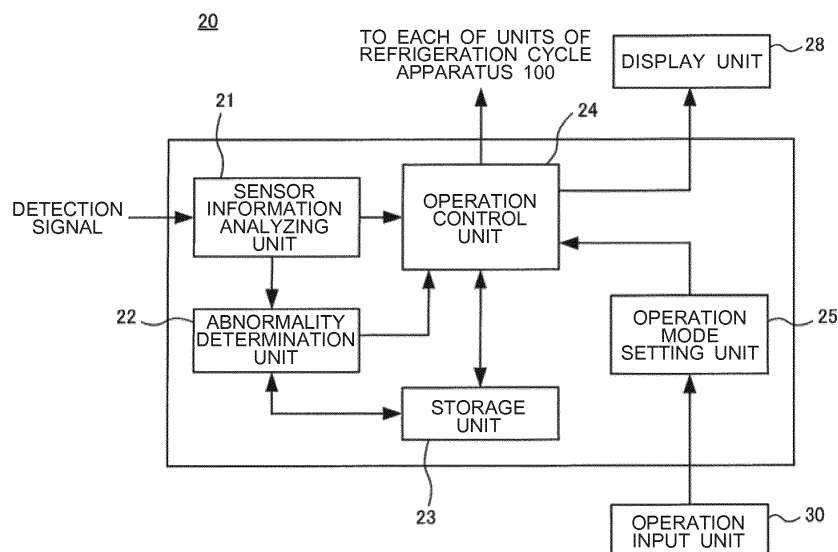 20
TO EACH OF UNITS OF
REFRIGERATION CYCLE
APPARATUS 100
28
DISPLAY UNIT
21
24
SENSOR
INFORMATION
ANALYZING
UNIT
OPERATION
CONTROL
UNIT
DETECTION
SIGNAL
22
ABNORMALITY
DETERMINATION
UNIT
OPERATION
MODE
SETTING UNIT
25
STORAGE
UNIT
23
30
OPERATION
INPUT UNIT